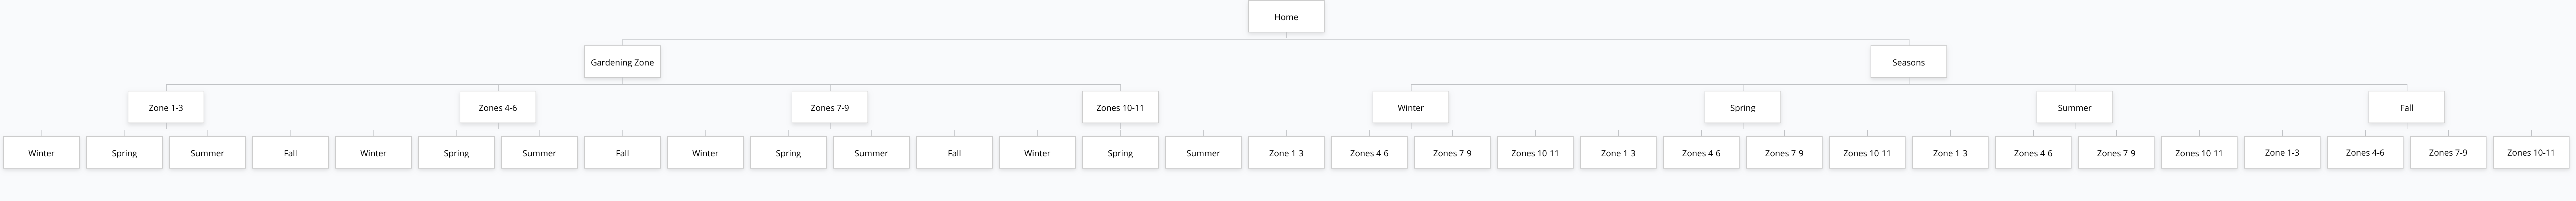 Home
Gardening Zone
Seasons
Zone 1-3
Zones 4-6
Zones 7-9
Zones 10-11
Winter
Spring
Summer
Fall
Winter
Spring
Summer
Fall
Winter
Spring
Summer
Fall
Winter
Spring
Summer
Fall
Winter
Spring
Summer
Zone 1-3
Zones 4-6
Zones 7-9
Zones 10-11
Zone 1-3
Zones 4-6
Zones 7-9
Zones 10-11
Zone 1-3
Zones 4-6
Zones 7-9
Zones 10-11
Zone 1-3
Zones 4-6
Zones 7-9
Zones 10-11